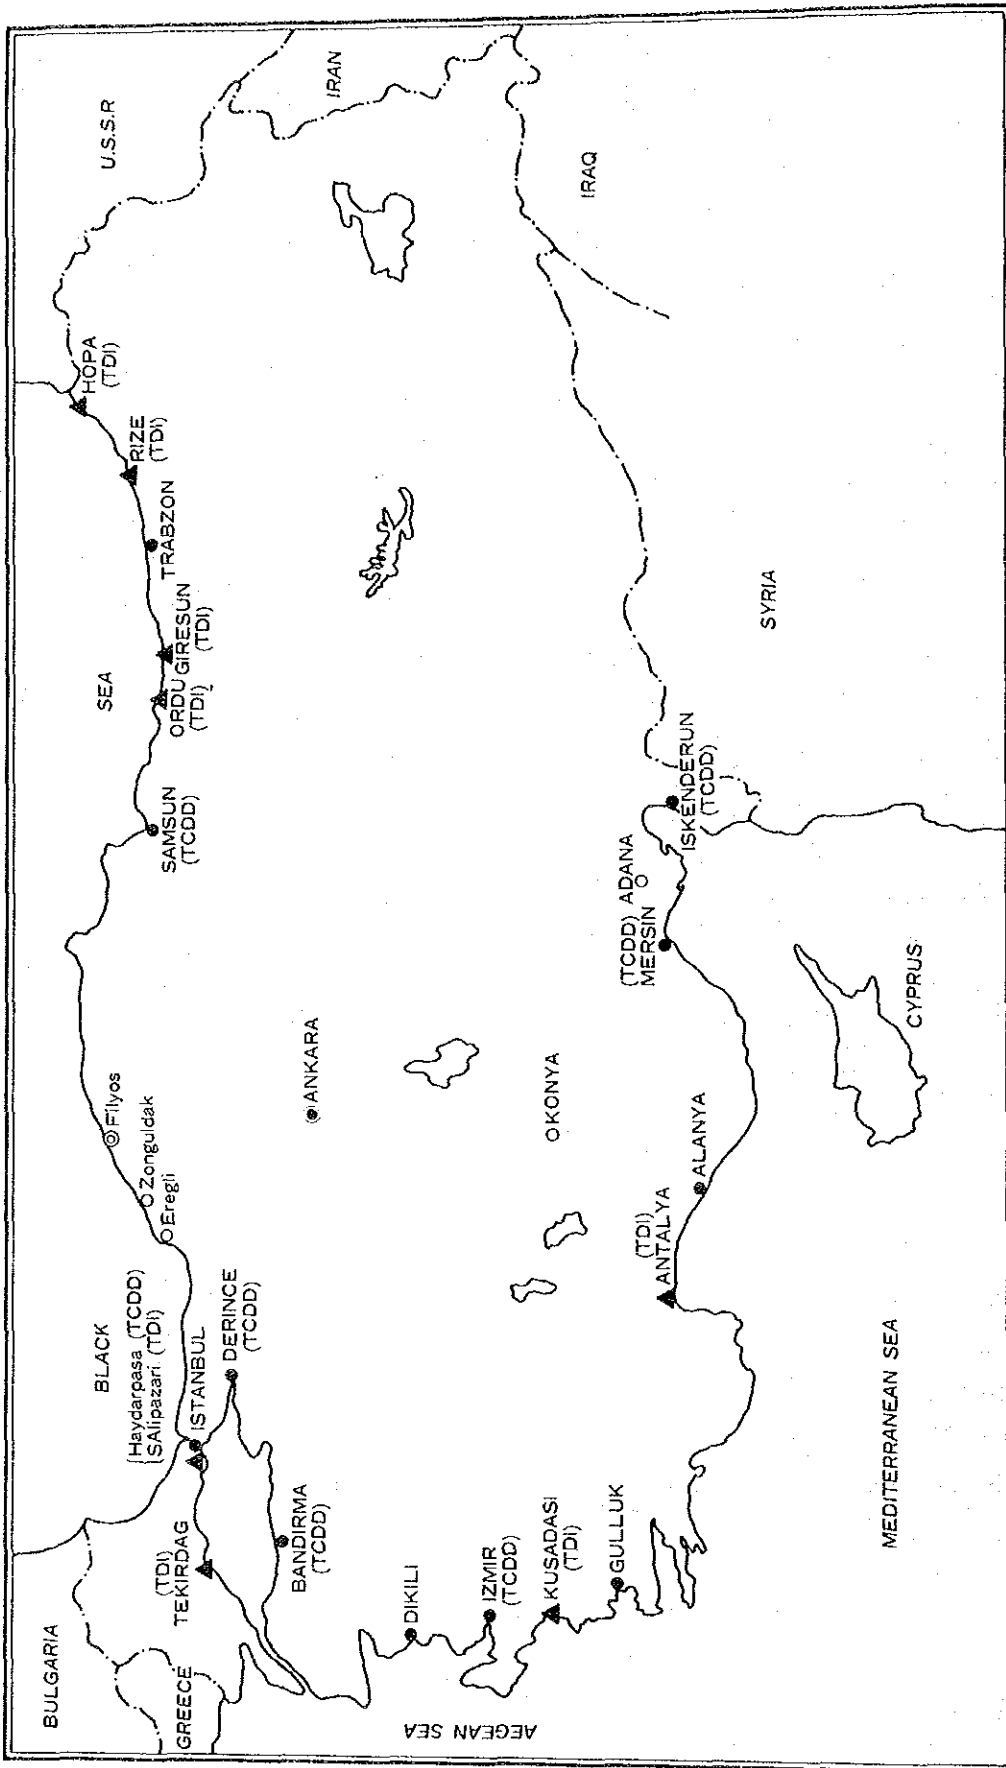 BULGARIA
GREECE
BLACK
SEA
U.S.S.R
IRAN
IRAQ
SYRIA
CYPRUS
MEDITERRANEAN SEA
AEGEAN SEA
(TDI)
TEKIRDAG
Haydarpasa (TCDD)
SAlipazari (TDI)
ISTANBUL
DERINCE
(TCDD)
BANDIRMA
(TCDD)
Eregli
Zonguldak
Filyos
SAMSUN
(TCDD)
ORDU
(TDI)
GIRESUN
(TDI)
TRABZON
RIZE
(TDI)
HOPA
(TDI)
ANKARA
KONYA
DIKILI
IZMIR
(TCDD)
KUSADASI
(TDI)
GULLUK
(TDI)
ANTALYA
ALANYA
(TCDD)
MERSIN
ADANA
ISKENDERUN
(TCDD)